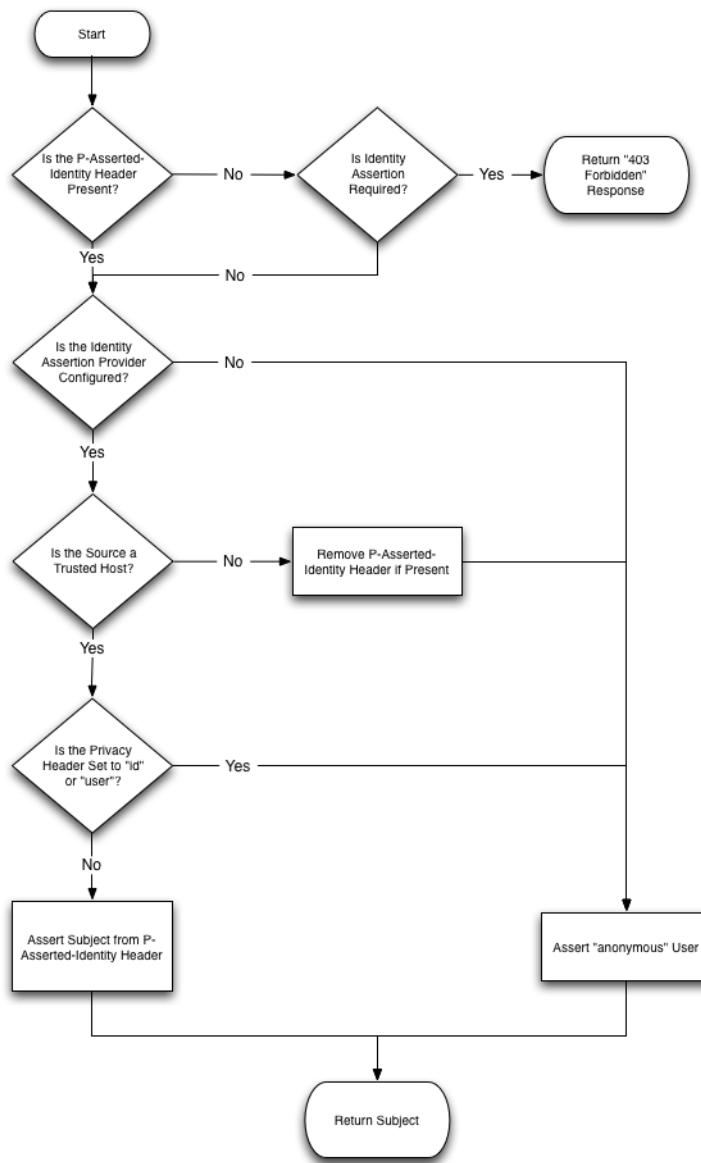 Start
Is the P-Asserted-
Identity Header
Present?
No
Is Identity
Assertion
Required?
Yes
Return "403
Forbidden"
Response
Yes
No
Is the Identity
Assertion Provider
Configured?
No
Yes
Is the Source a
Trusted Host?
No
Remove P-Asserted-
Identity Header if Present
Yes
Is the Privacy
Header Set to "id"
or "user"?
Yes
No
Assert Subject from P-
Asserted-Identity Header
Assert "anonymous" User
Return Subject